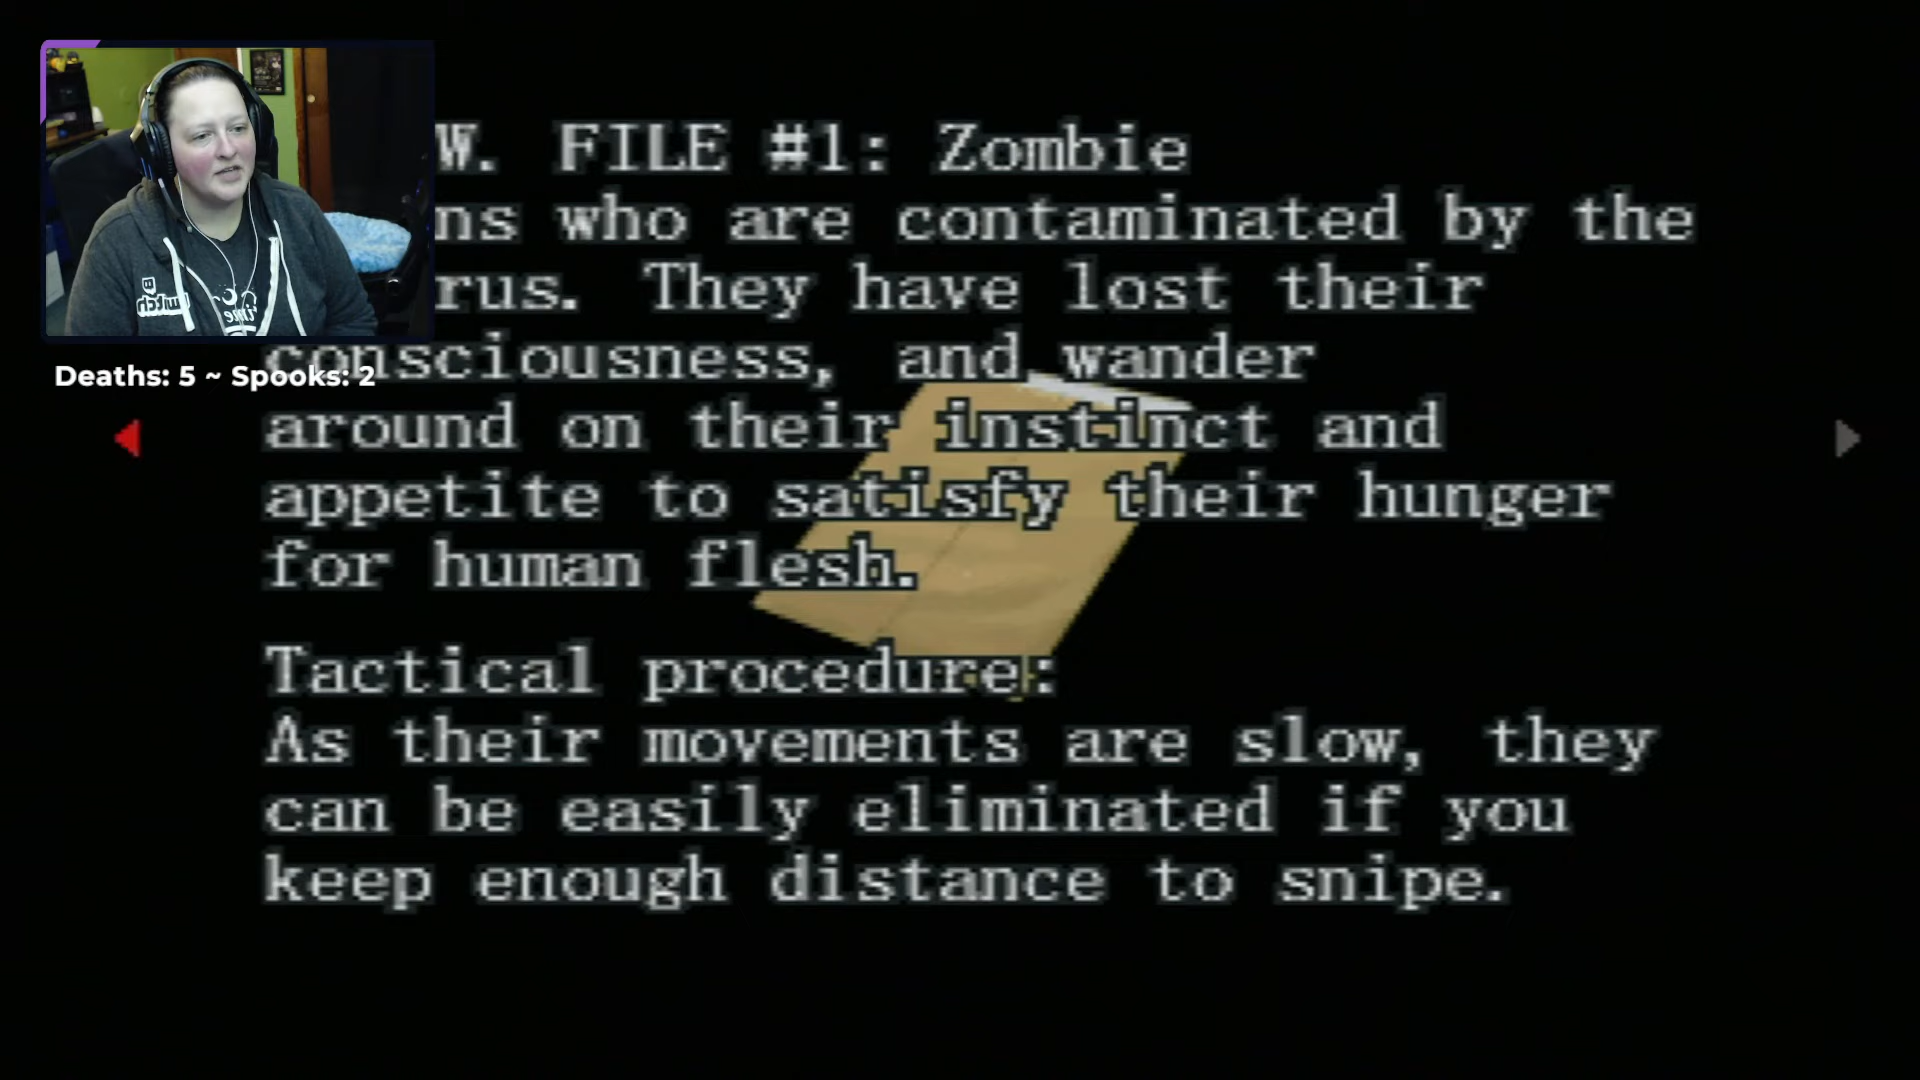 W. FILE #1: Zombie
ns who are contaminated by the
rus. They have lost their
consciousness, and wander
Deaths: 5 ~ Spooks: 2
around on their instinct and
appetite to satisfy their hunger
for human flesh.
Tactical procedure:
As their movements are slow, they
can be easily eliminated if you
keep enough distance to snipe.